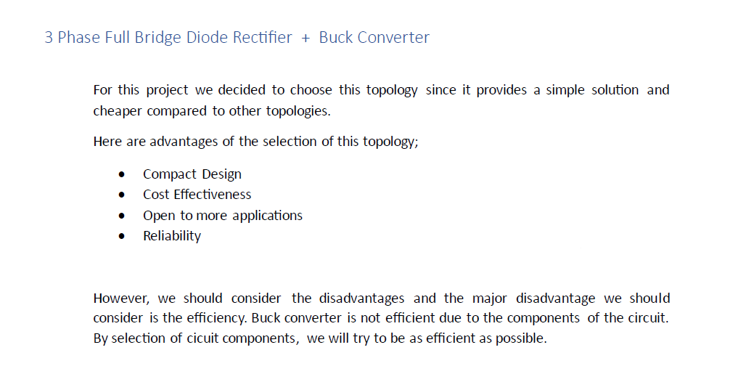 3 Phase Full Bridge Diode Rectifier + Buck Converter
For this project we decided to choose this topology since it provides a simple solution and
cheaper compared to other topologies.
Here are advantages of the selection of this topology;
• Compact Design
• Cost Effectiveness
• Open to more applications
• Reliability
However, we should consider the disadvantages and the major disadvantage we should
consider is the efficiency. Buck converter is not efficient due to the components of the circuit.
By selection of cicuit components, we will try to be as efficient as possible.